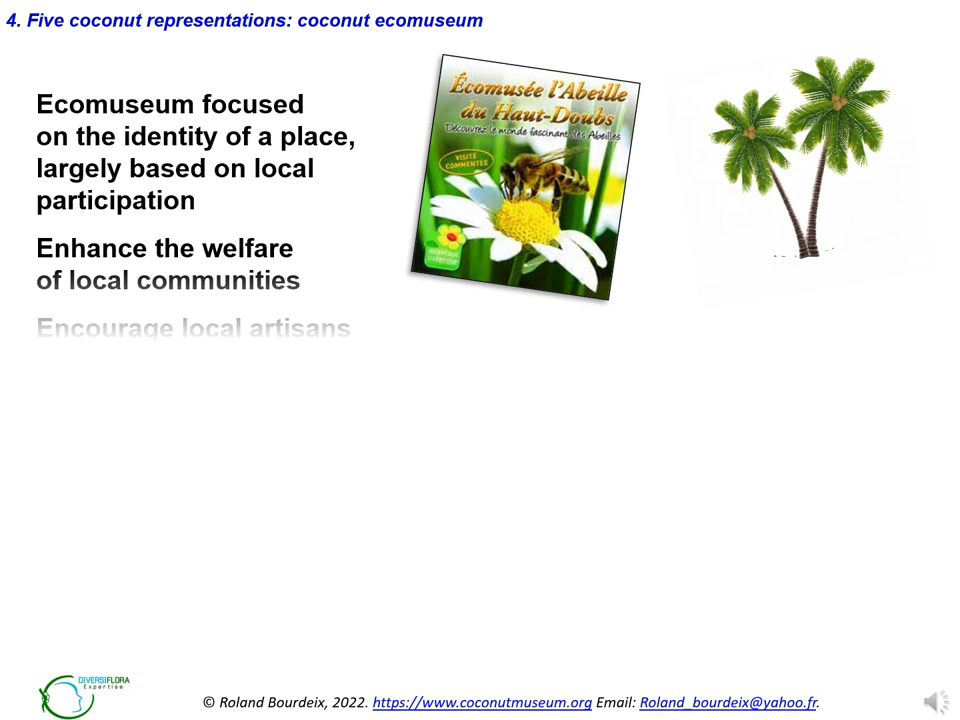 4. Five coconut representations: coconut ecomuseum
Ecomuseum focused
on the identity of a place,
largely based on local
participation
Enhance the welfare
of local communities
Encourage local artisans
Écomusée l'Abeille
du Haut-Doubs
Découvrez le monde fascinant des Abeilles
VISITE
COMMENTÉE
DIVERSIFLORA
Expertise
© Roland Bourdeix, 2022. https://www.coconutmuseum.org Email: Roland_bourdeix@yahoo.fr.